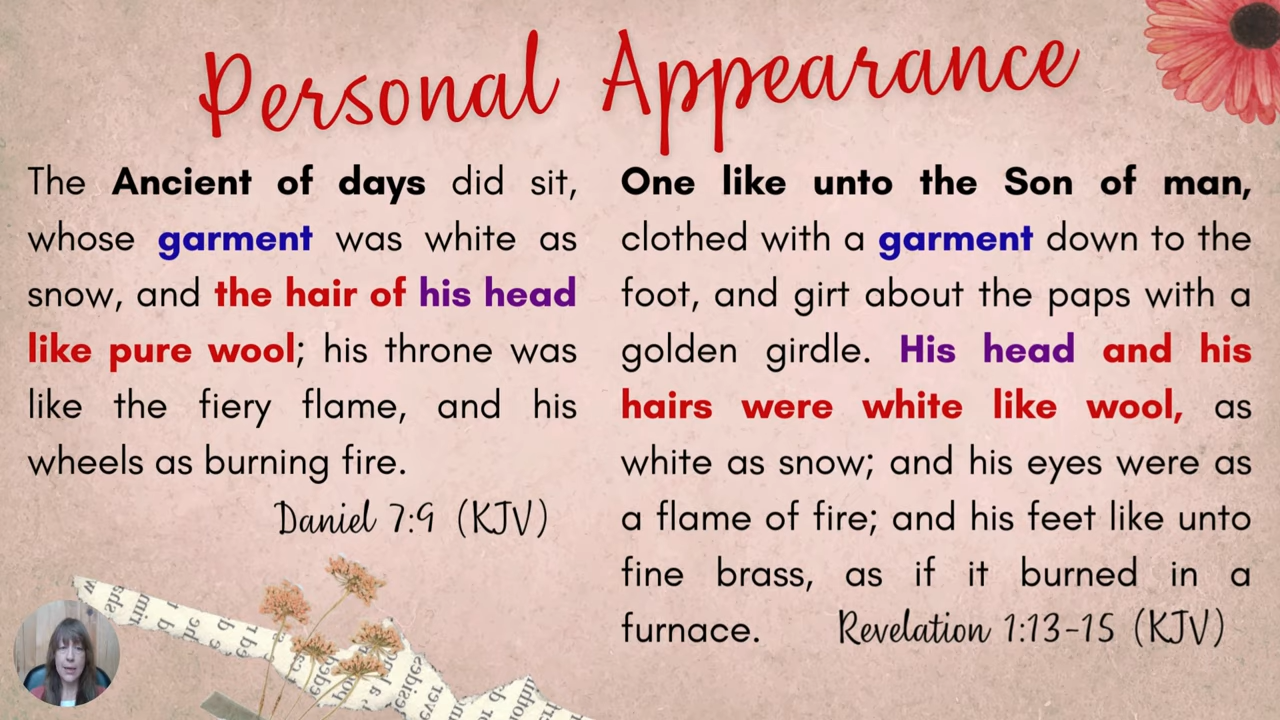 Personal Appearance
The Ancient of days did sit,
whose garment was white as
snow, and the hair of his head
like pure wool; his throne was
like the fiery flame, and his
wheels as burning fire.
Daniel 7:9 (KJV)
One like unto the Son of man,
clothed with a garment down to the
foot, and girt about the paps with a
golden girdle. His head and his
hairs were white like wool, as
white as snow; and his eyes were as
a flame of fire; and his feet like unto
fine brass, as if it burned in a
furnace. Revelation 1:13-15 (KJV)